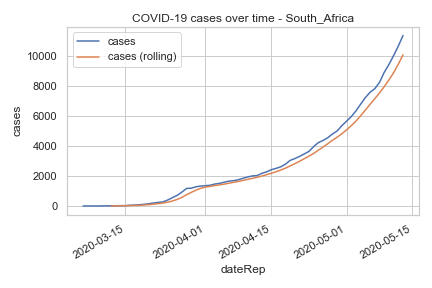 COVID-19 cases over time - South_Africa
cases
cases (rolling)
cases
10000
8000
6000
4000
2000
0
2020-03-15
2020-04-01
2020-04-15
2020-05-01
2020-05-15
dateRep